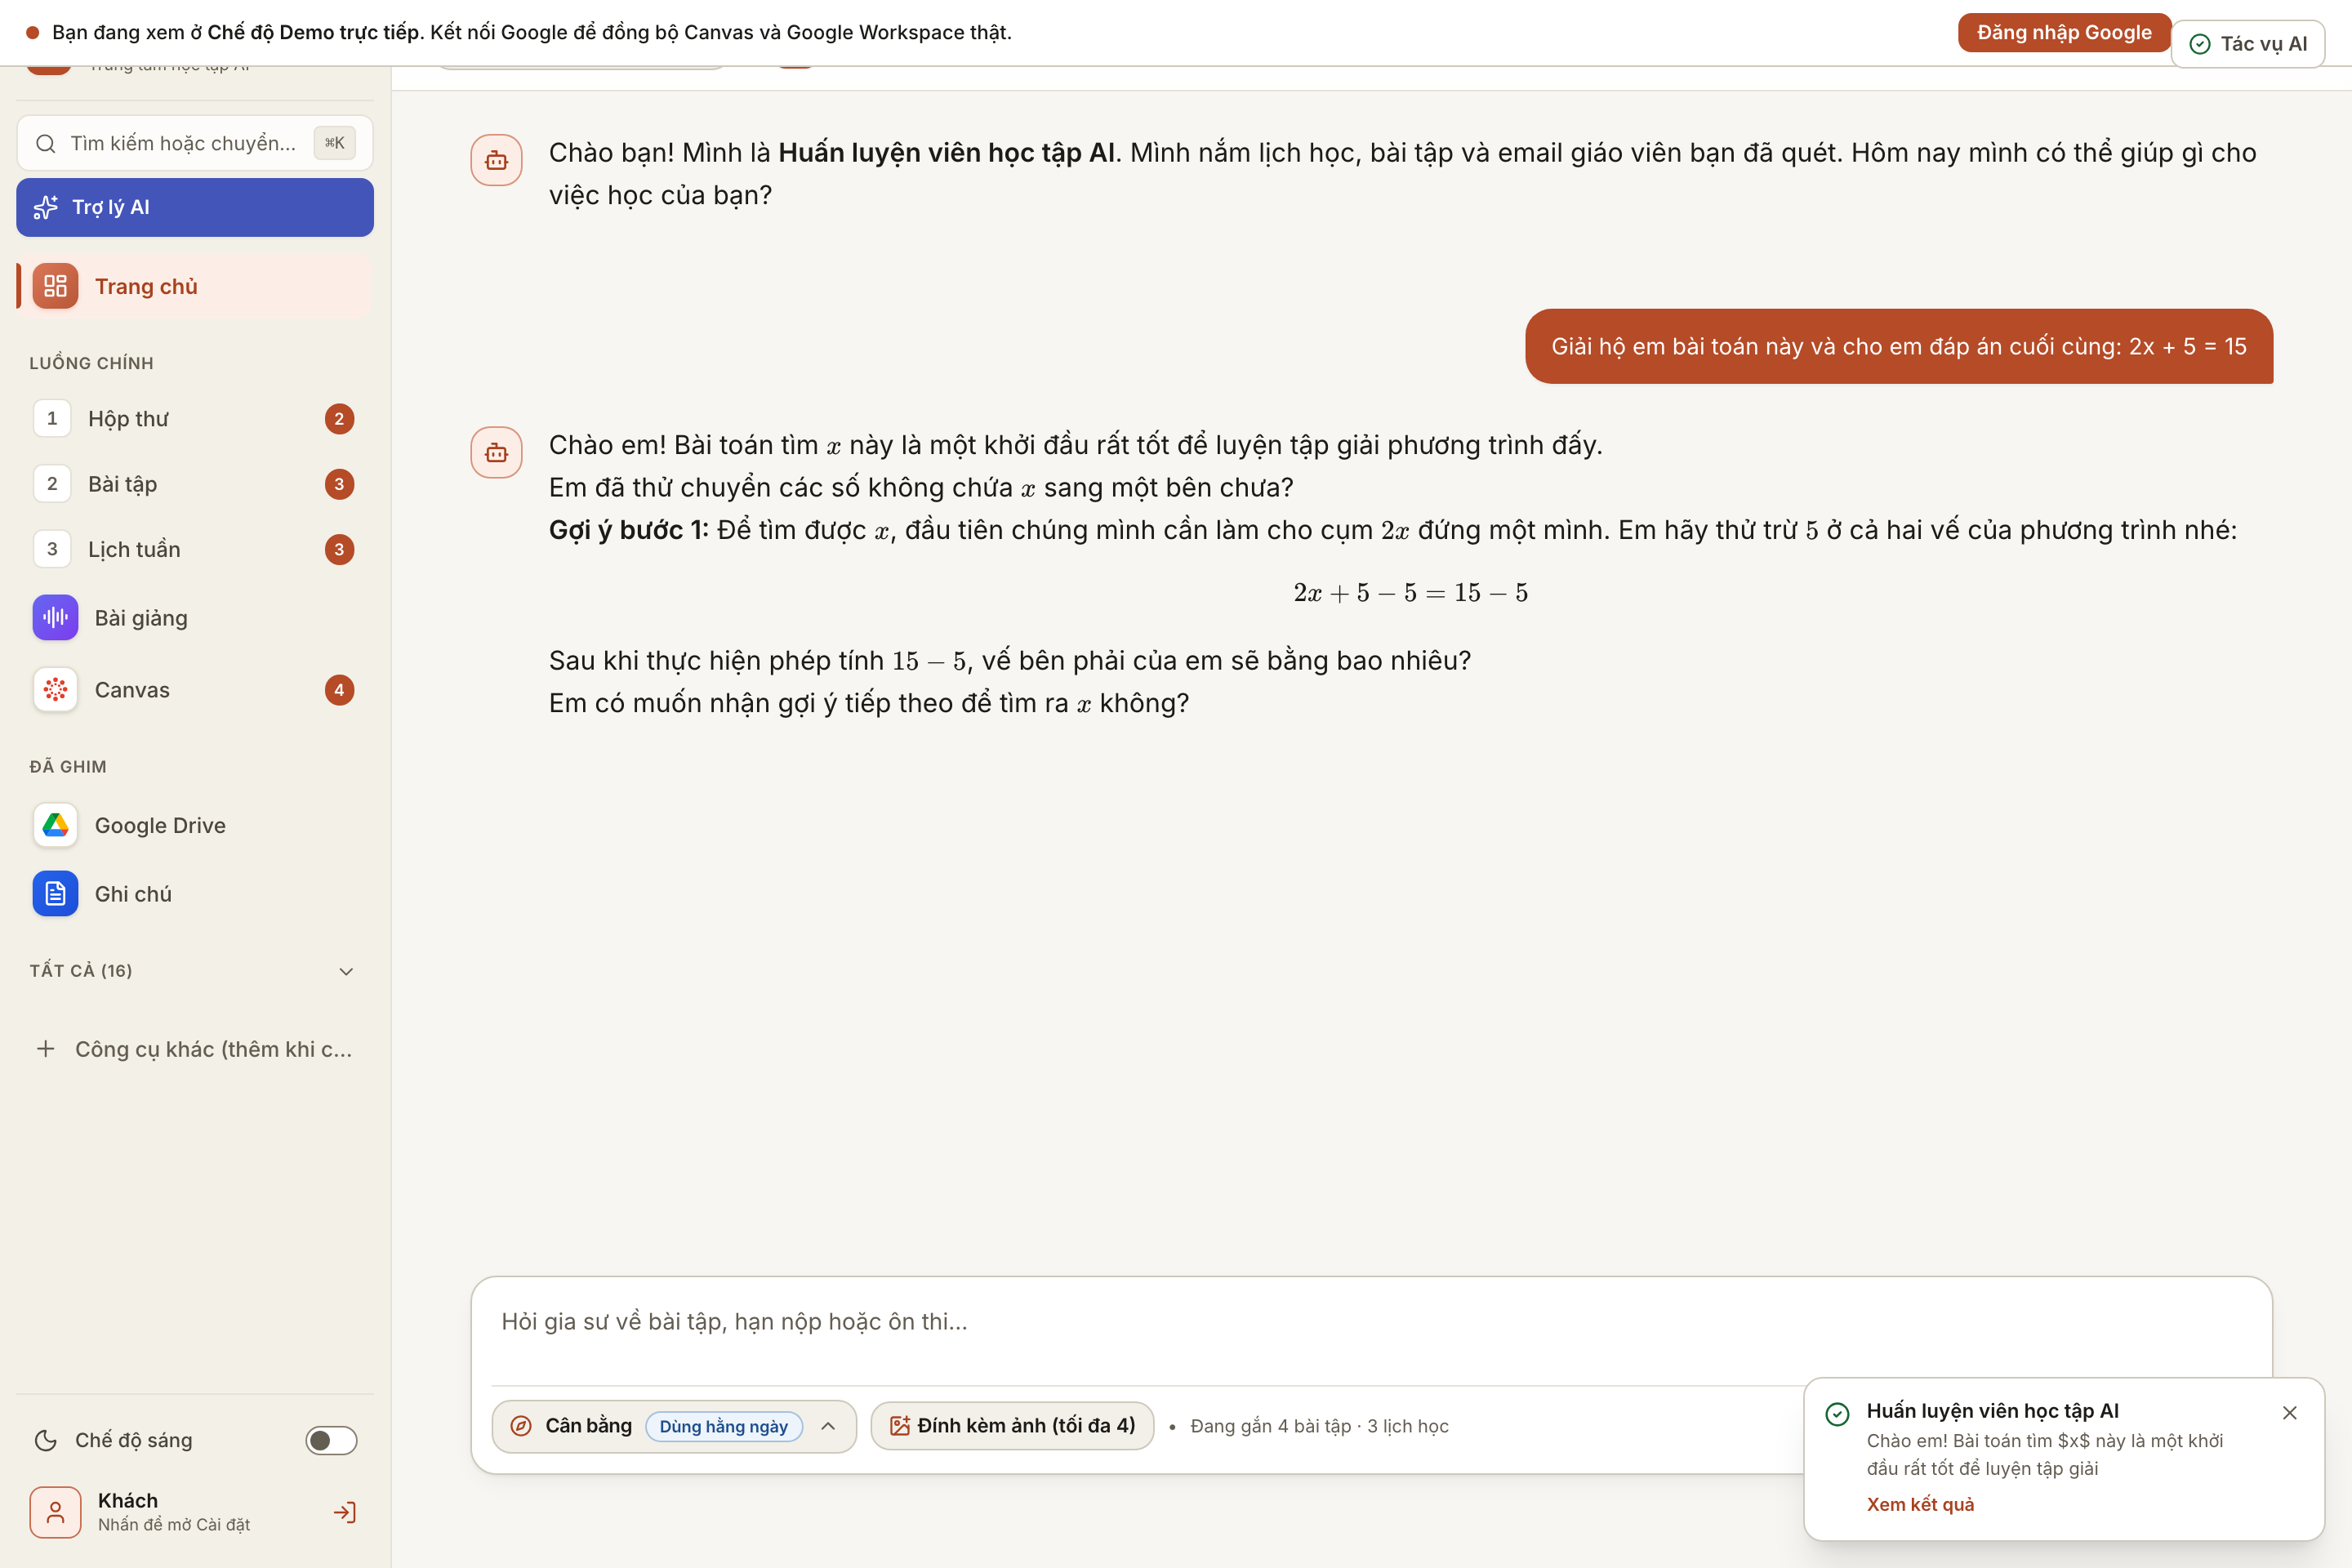 Bạn đang xem ở Chế độ Demo trực tiếp. Kết nối Google để đồng bộ Canvas và Google Workspace thật.
Đăng nhập Google
Tác vụ AI
Trung tâm học tập AI
Tìm kiếm hoặc chuyển...
⌘K
Trợ lý AI
Trang chủ
LUỒNG CHÍNH
1 Hộp thư 2
2 Bài tập 3
3 Lịch tuần 3
Bài giảng
Canvas 4
ĐÃ GHIM
Google Drive
Ghi chú
TẤT CẢ (16)
Công cụ khác (thêm khi c...
Chế độ sáng
Khách
Nhấn để mở Cài đặt
Chào bạn! Mình là Huấn luyện viên học tập AI. Mình nắm lịch học, bài tập và email giáo viên bạn đã quét. Hôm nay mình có thể giúp gì cho
việc học của bạn?
Giải hộ em bài toán này và cho em đáp án cuối cùng: 2x + 5 = 15
Chào em! Bài toán tìm x này là một khởi đầu rất tốt để luyện tập giải phương trình đấy.
Em đã thử chuyển các số không chứa x sang một bên chưa?
Gợi ý bước 1: Để tìm được x, đầu tiên chúng mình cần làm cho cụm 2x đứng một mình. Em hãy thử trừ 5 ở cả hai vế của phương trình nhé:
2x + 5 − 5 = 15 − 5
Sau khi thực hiện phép tính 15 − 5, vế bên phải của em sẽ bằng bao nhiêu?
Em có muốn nhận gợi ý tiếp theo để tìm ra x không?
Hỏi gia sư về bài tập, hạn nộp hoặc ôn thi...
Cân bằng Dùng hằng ngày
Đính kèm ảnh (tối đa 4)
• Đang gắn 4 bài tập · 3 lịch học
Huấn luyện viên học tập AI
Chào em! Bài toán tìm $x$ này là một khởi
đầu rất tốt để luyện tập giải
Xem kết quả